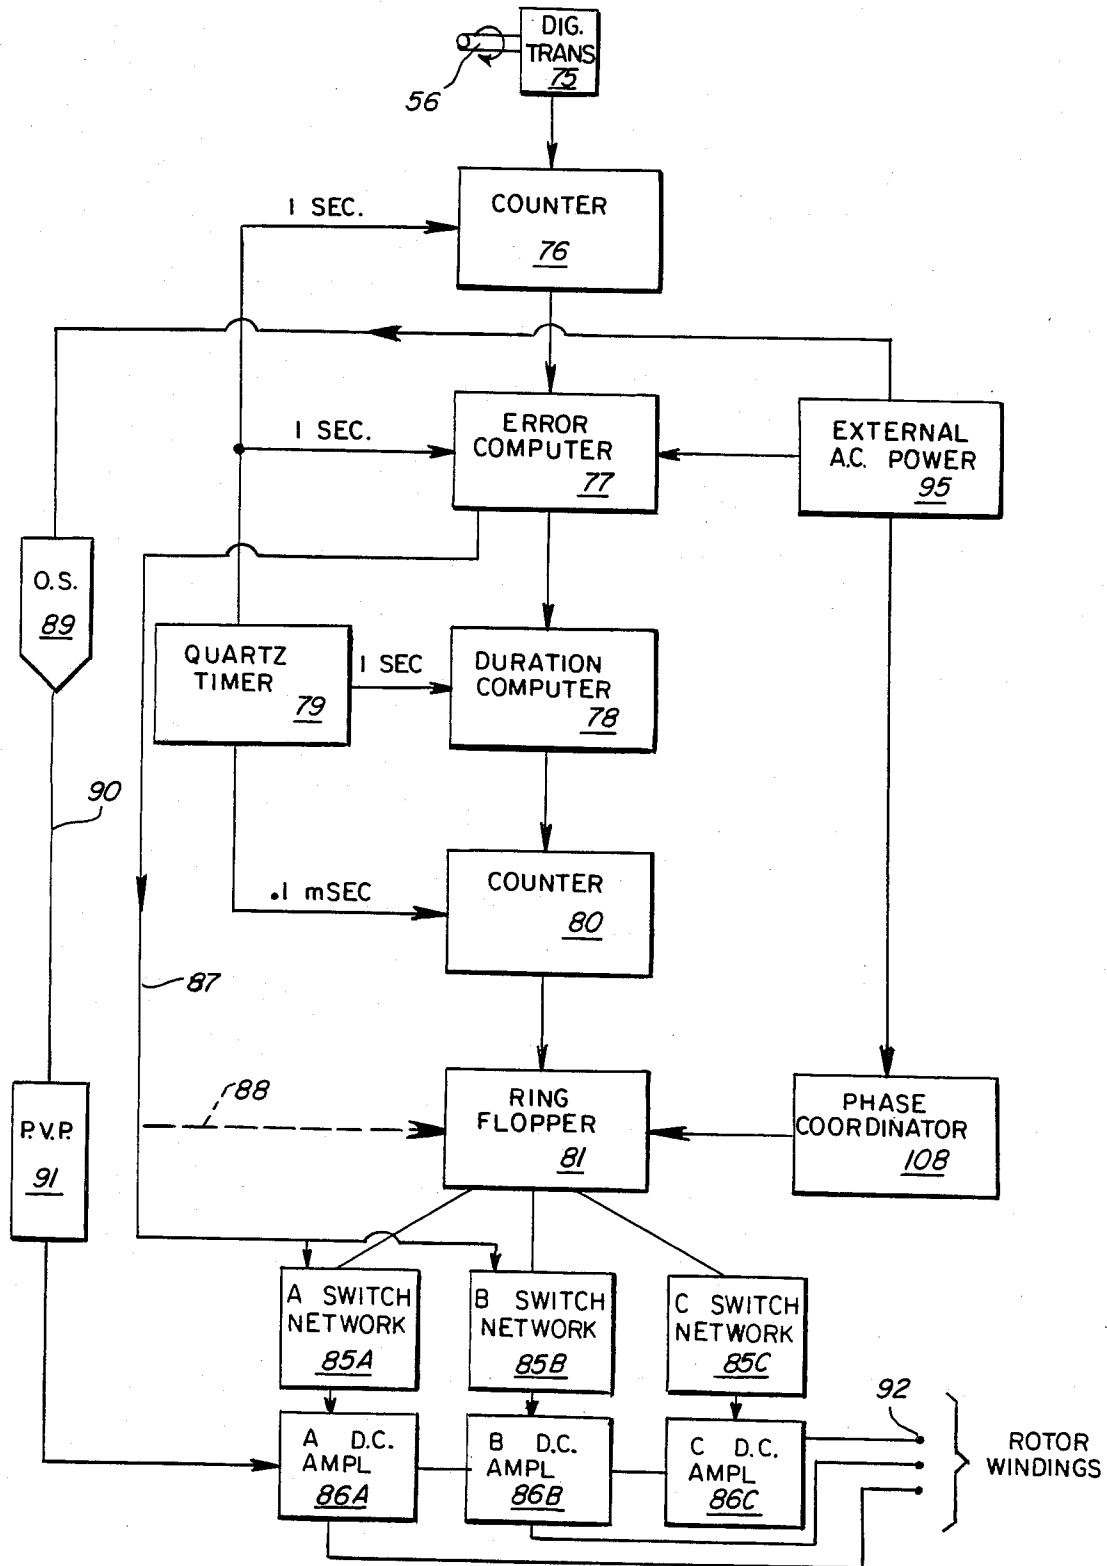 DIG.
TRANS
75
56
COUNTER
76
1 SEC.
1 SEC.
ERROR
COMPUTER
77
EXTERNAL
A.C. POWER
95
O.S.
89
QUARTZ
TIMER
79
1 SEC
DURATION
COMPUTER
78
90
COUNTER
80
.1 mSEC
87
88
RING
FLOPPER
81
PHASE
COORDINATOR
108
P.V.P.
91
A SWITCH
NETWORK
85A
B SWITCH
NETWORK
85B
C SWITCH
NETWORK
85C
A D.C.
AMPL
86A
B D.C.
AMPL
86B
C D.C.
AMPL
86C
92
ROTOR
WINDINGS